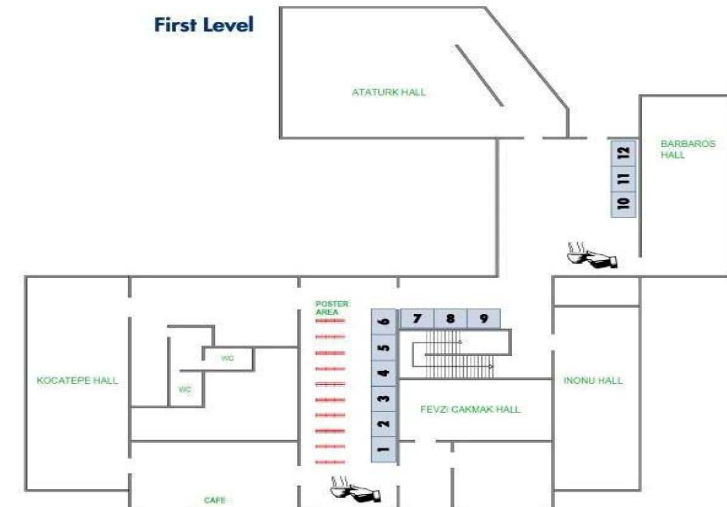 First Level
ATATURK HALL
BARBAROS
HALL
12
11
10
POSTER
AREA
7 8 9
6
5
4
3
2
1
WC
WC
KOCATEPE HALL
FEVZI CAKMAK HALL
INONU HALL
CAFE